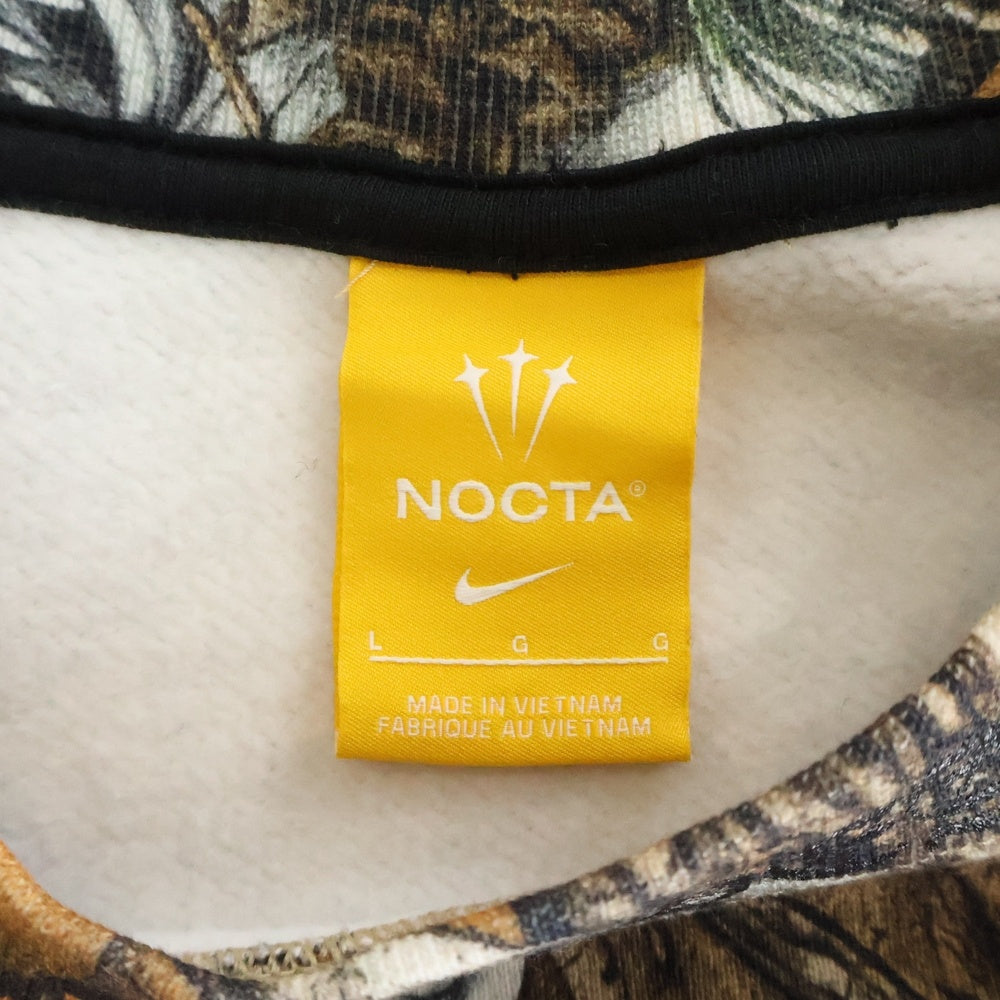 NOCTA®
L G G
MADE IN VIETNAM
FABRIQUE AU VIETNAM